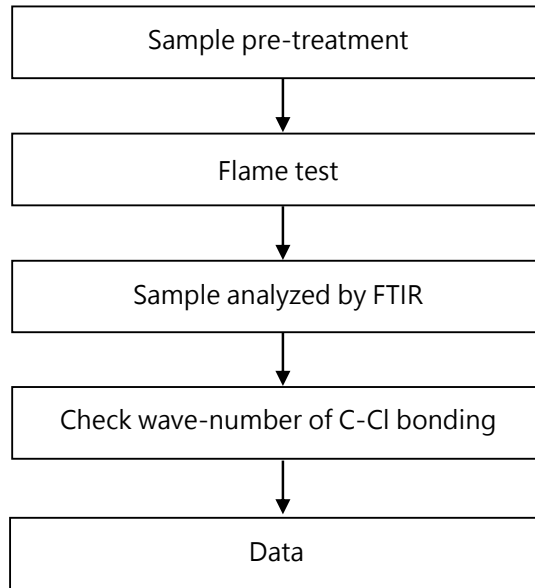 Sample pre-treatment
Flame test
Sample analyzed by FTIR
Check wave-number of C-Cl bonding
Data